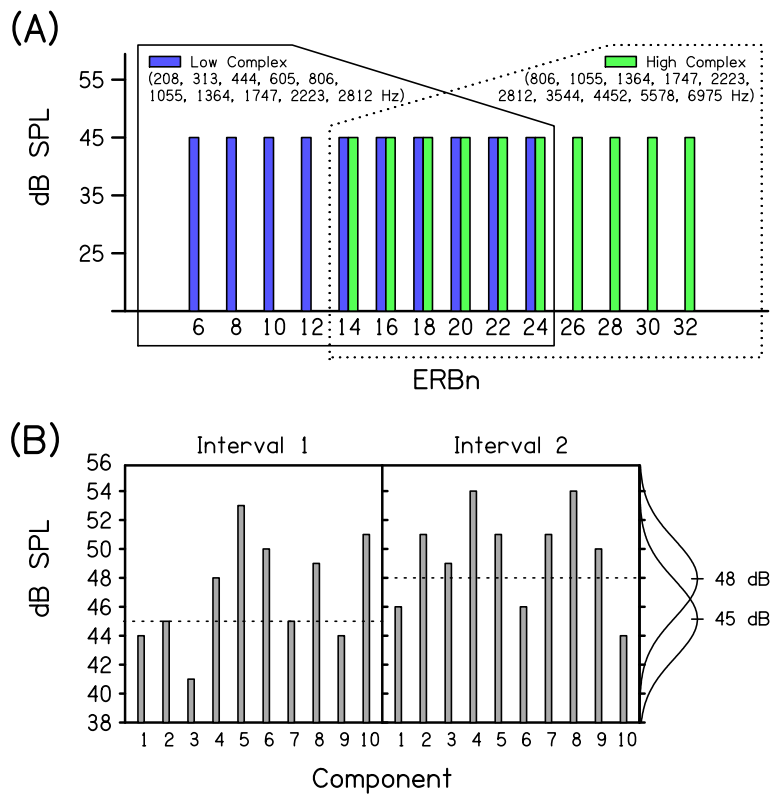 (A)
Low Complex
(208, 313, 444, 605, 806,
1055, 1364, 1747, 2223, 2812 Hz)
High Complex
(806, 1055, 1364, 1747, 2223,
2812, 3544, 4452, 5578, 6975 Hz)
dB SPL
55
45
35
25
6 8 10 12 14 16 18 20 22 24 26 28 30 32
ERBn
(B)
Interval 1 Interval 2
dB SPL
56
54
52
50
48
46
44
42
40
38
48 dB
45 dB
1 2 3 4 5 6 7 8 9 10 1 2 3 4 5 6 7 8 9 10
Component